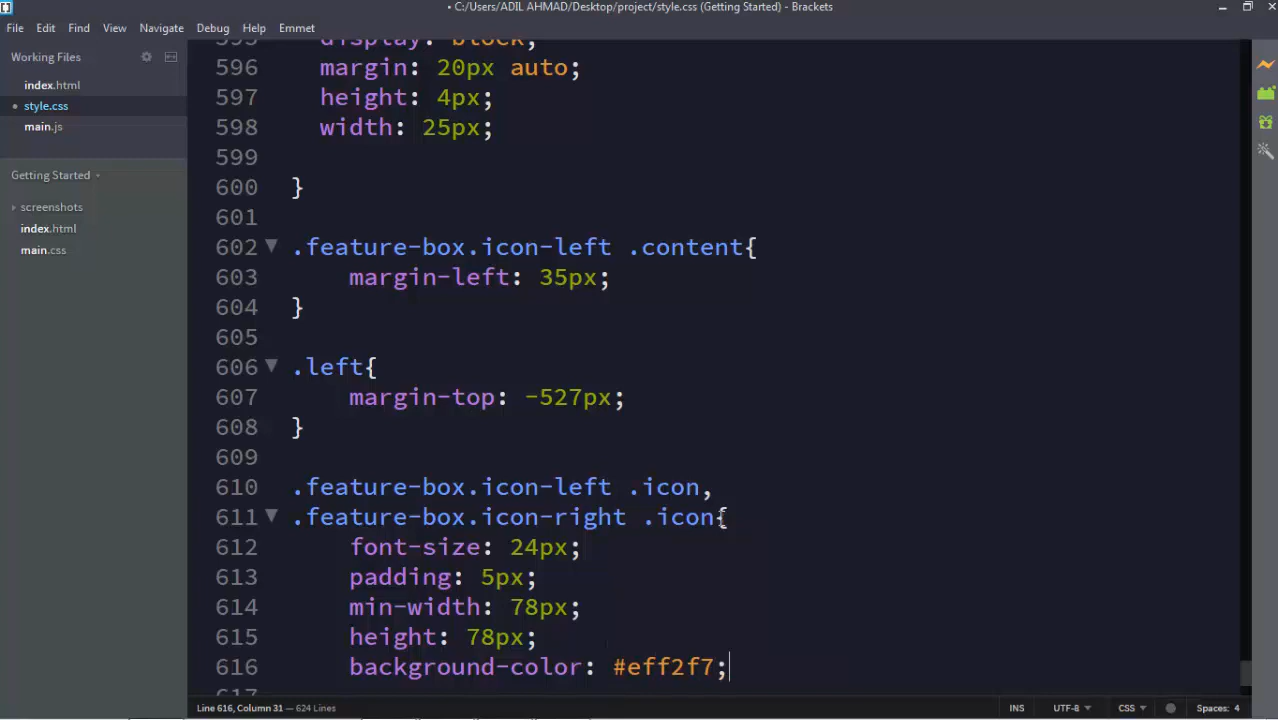 • C:/Users/ADIL AHMAD/Desktop/project/style.css (Getting Started) - Brackets
File Edit Find View Navigate Debug Help Emmet
Working Files
index.html
• style.css
main.js
Getting Started
screenshots
index.html
main.css
595 display: block;
596 margin: 20px auto;
597 height: 4px;
598 width: 25px;
599
600 }
601
602 .feature-box.icon-left .content{
603 margin-left: 35px;
604 }
605
606 .left{
607 margin-top: -527px;
608 }
609
610 .feature-box.icon-left .icon,
611 .feature-box.icon-right .icon{
612 font-size: 24px;
613 padding: 5px;
614 min-width: 78px;
615 height: 78px;
616 background-color: #eff2f7;
617
Line 616, Column 31 — 624 Lines INS UTF-8 CSS Spaces: 4